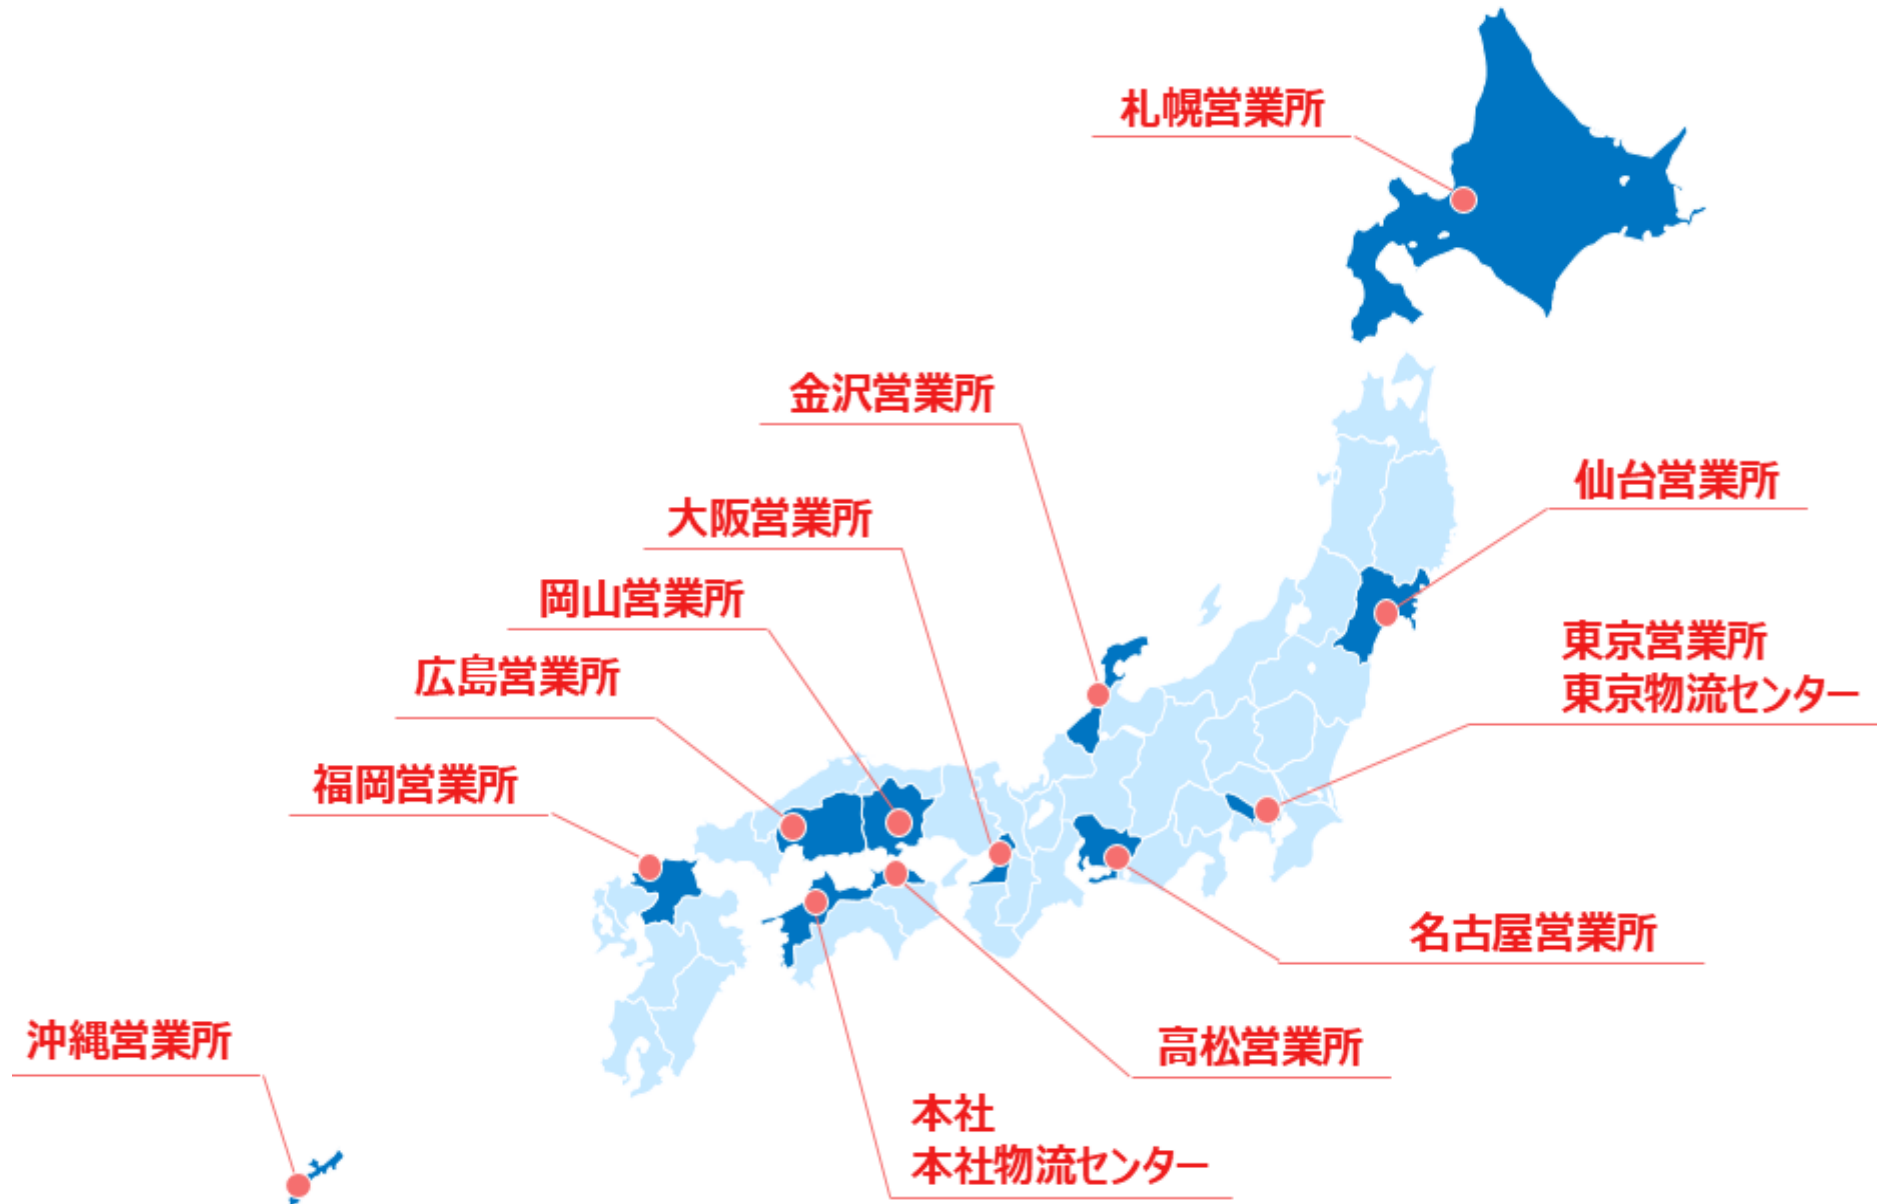 札幌営業所
金沢営業所
仙台営業所
大阪営業所
岡山営業所
東京営業所
東京物流センター
広島営業所
福岡営業所
名古屋営業所
沖縄営業所
高松営業所
本社
本社物流センター